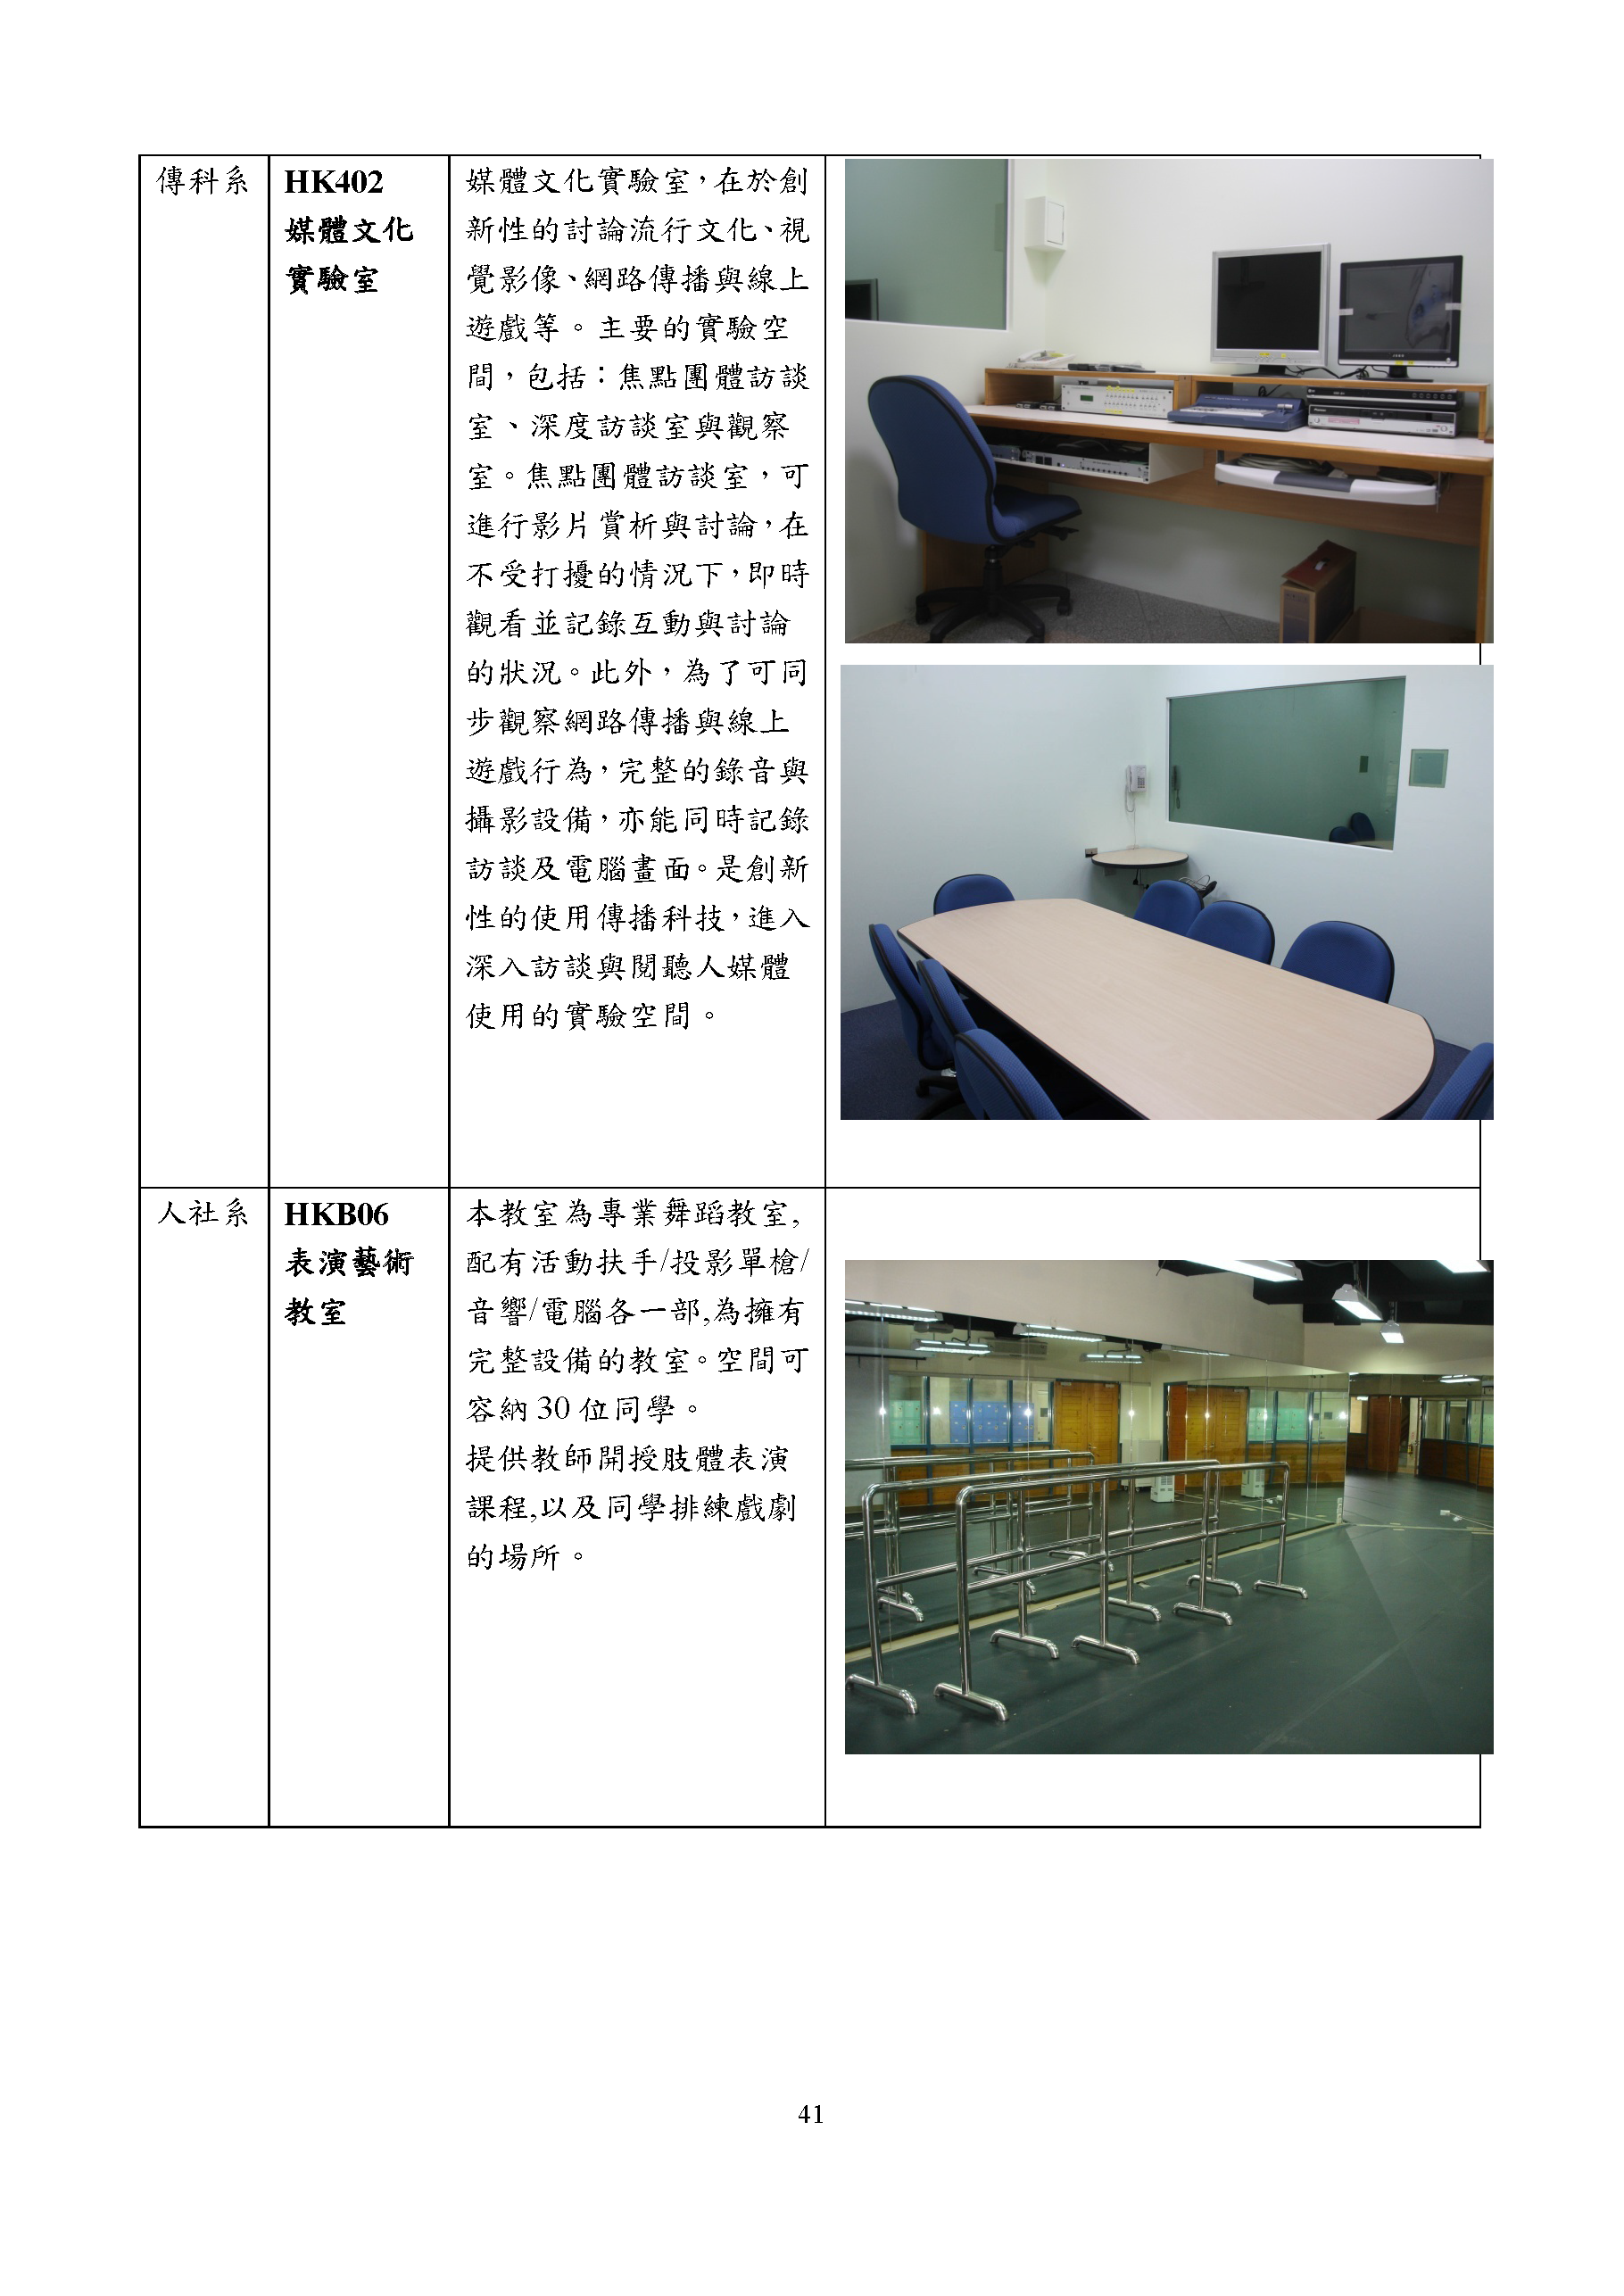 傳科系
HK402
媒體文化
實驗室
媒體文化實驗室，在於創
新性的討論流行文化、視
覺影像、網路傳播與線上
遊戲等。主要的實驗空
間，包括：焦點團體訪談
室、深度訪談室與觀察
室。焦點團體訪談室，可
進行影片賞析與討論，在
不受打擾的情況下，即時
觀看並記錄互動與討論
的狀況。此外，為了可同
步觀察網路傳播與線上
遊戲行為，完整的錄音與
攝影設備，亦能同時記錄
訪談及電腦畫面。是創新
性的使用傳播科技，進入
深入訪談與閱聽人媒體
使用的實驗空間。
人社系
HKB06
表演藝術
教室
本教室為專業舞蹈教室,
配有活動扶手/投影單槍/
音響/電腦各一部,為擁有
完整設備的教室。空間可
容納 30 位同學。
提供教師開授肢體表演
課程,以及同學排練戲劇
的場所。
41